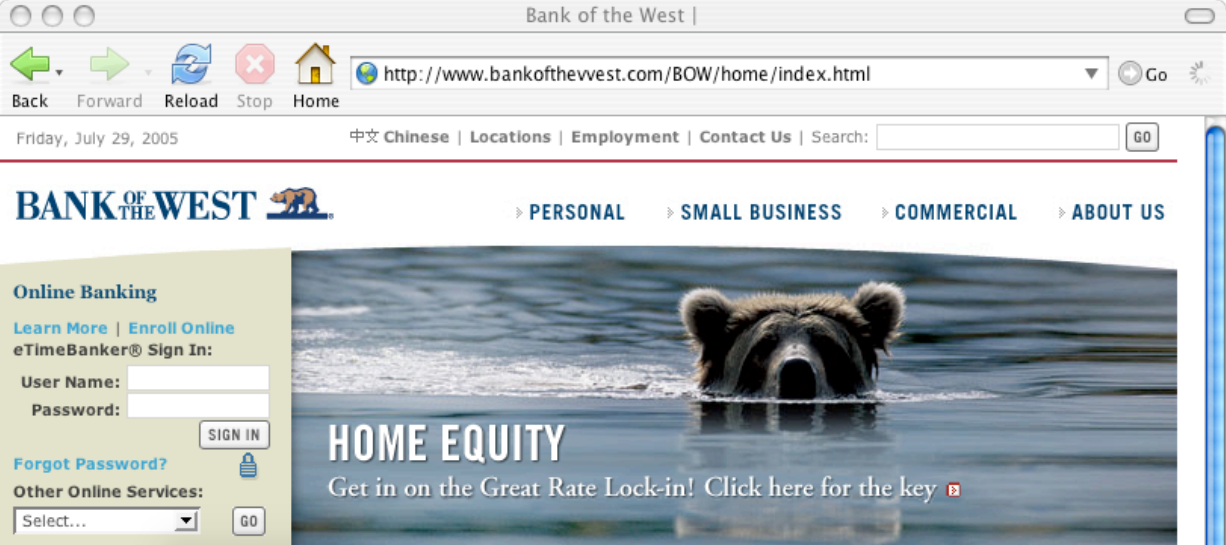 Bank of the West |
http://www.bankofthevvest.com/BOW/home/index.html
Go
Back Forward Reload Stop Home
Friday, July 29, 2005
中文 Chinese | Locations | Employment | Contact Us | Search: GO
BANK OF THE WEST
PERSONAL SMALL BUSINESS COMMERCIAL ABOUT US
Online Banking
Learn More | Enroll Online
eTimeBanker® Sign In:
User Name:
Password:
SIGN IN
Forgot Password?
Other Online Services:
Select... GO
HOME EQUITY
Get in on the Great Rate Lock-in! Click here for the key